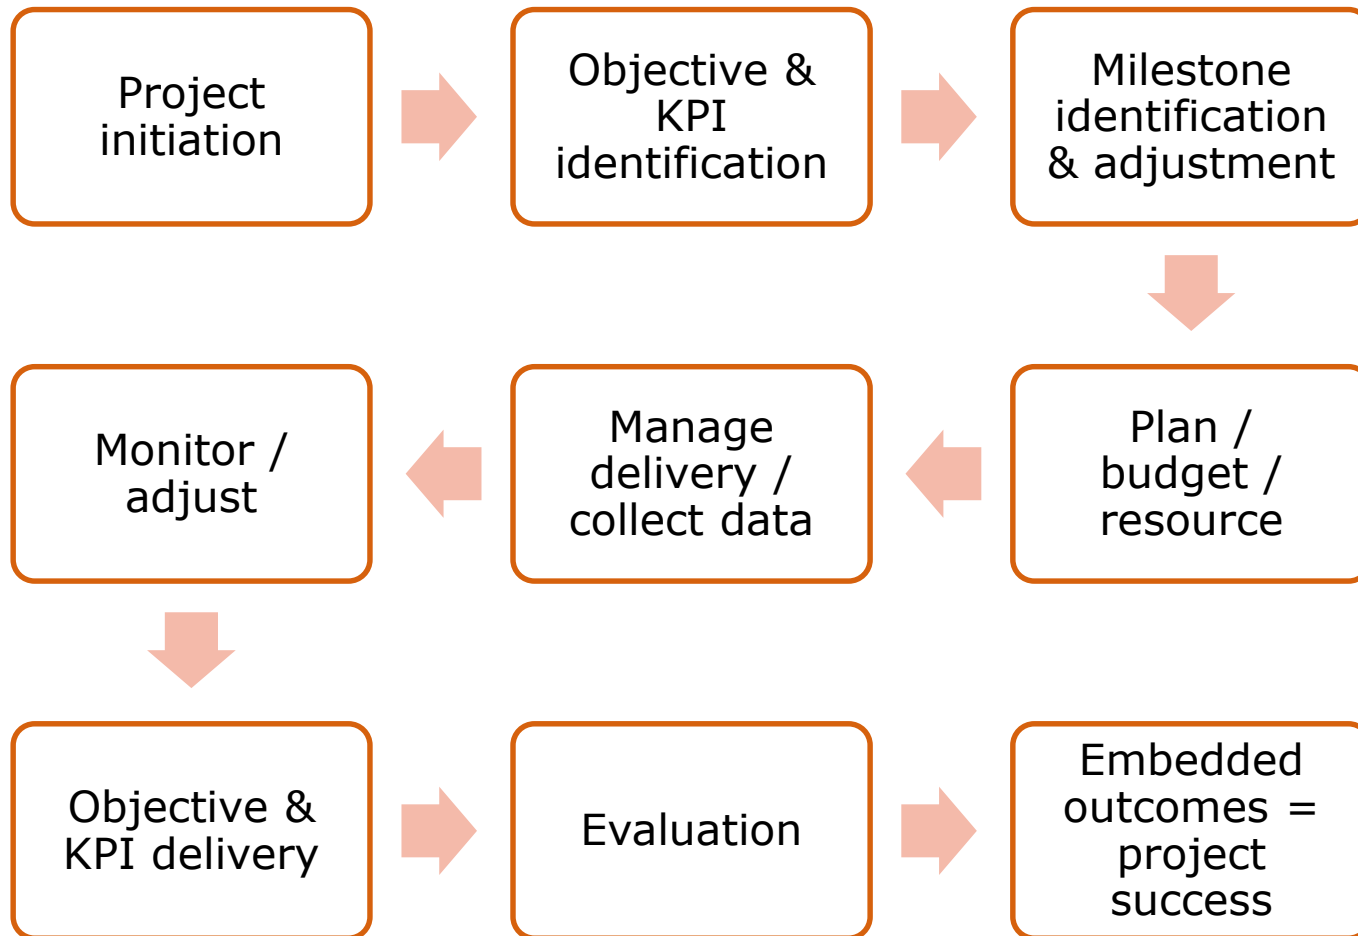 Project
initiation
Objective &
KPI
identification
Milestone
identification
& adjustment
Plan /
budget /
resource
Manage
delivery /
collect data
Monitor /
adjust
Objective &
KPI delivery
Evaluation
Embedded
outcomes =
project
success